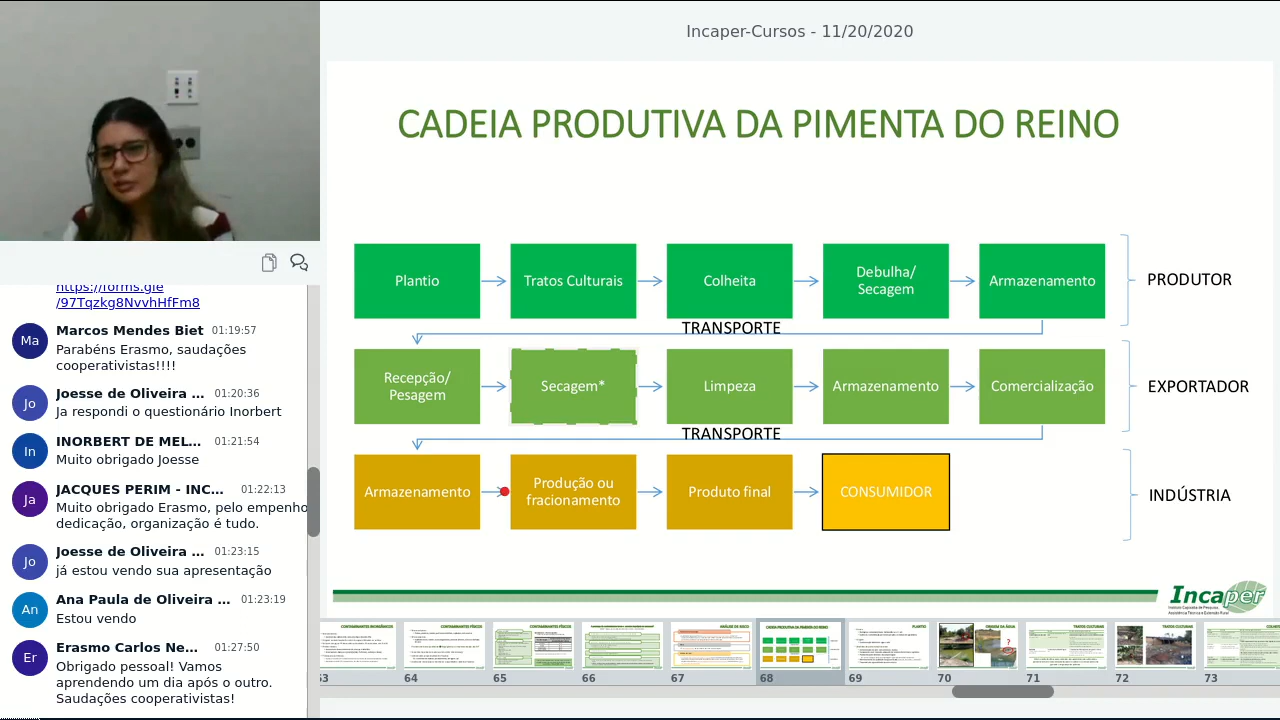 Incaper-Cursos - 11/20/2020
CADEIA PRODUTIVA DA PIMENTA DO REINO
Plantio
Tratos Culturais
Colheita
Debulha/
Secagem
Armazenamento
PRODUTOR
TRANSPORTE
Recepção/
Pesagem
Secagem*
Limpeza
Armazenamento
Comercialização
EXPORTADOR
TRANSPORTE
Armazenamento
Produção ou
fracionamento
Produto final
CONSUMIDOR
INDÚSTRIA
Incaper
https://forms.gle
/97Tqzkg8NvvhHfFm8
Ma
Marcos Mendes Biet 01:19:57
Parabéns Erasmo, saudações
cooperativistas!!!!
Jo
Joesse de Oliveira ... 01:20:36
Ja respondi o questionário Inorbert
In
INORBERT DE MEL... 01:21:54
Muito obrigado Joesse
Ja
JACQUES PERIM - INC... 01:22:13
Muito obrigado Erasmo, pelo empenho
dedicação, organização é tudo.
Jo
Joesse de Oliveira ... 01:23:15
já estou vendo sua apresentação
An
Ana Paula de Oliveira ... 01:23:19
Estou vendo
Er
Erasmo Carlos Ne... 01:27:50
Obrigado pessoal! Vamos
aprendendo um dia após o outro.
Saudações cooperativistas!
63 64 65 66 67 68 69 70 71 72 73